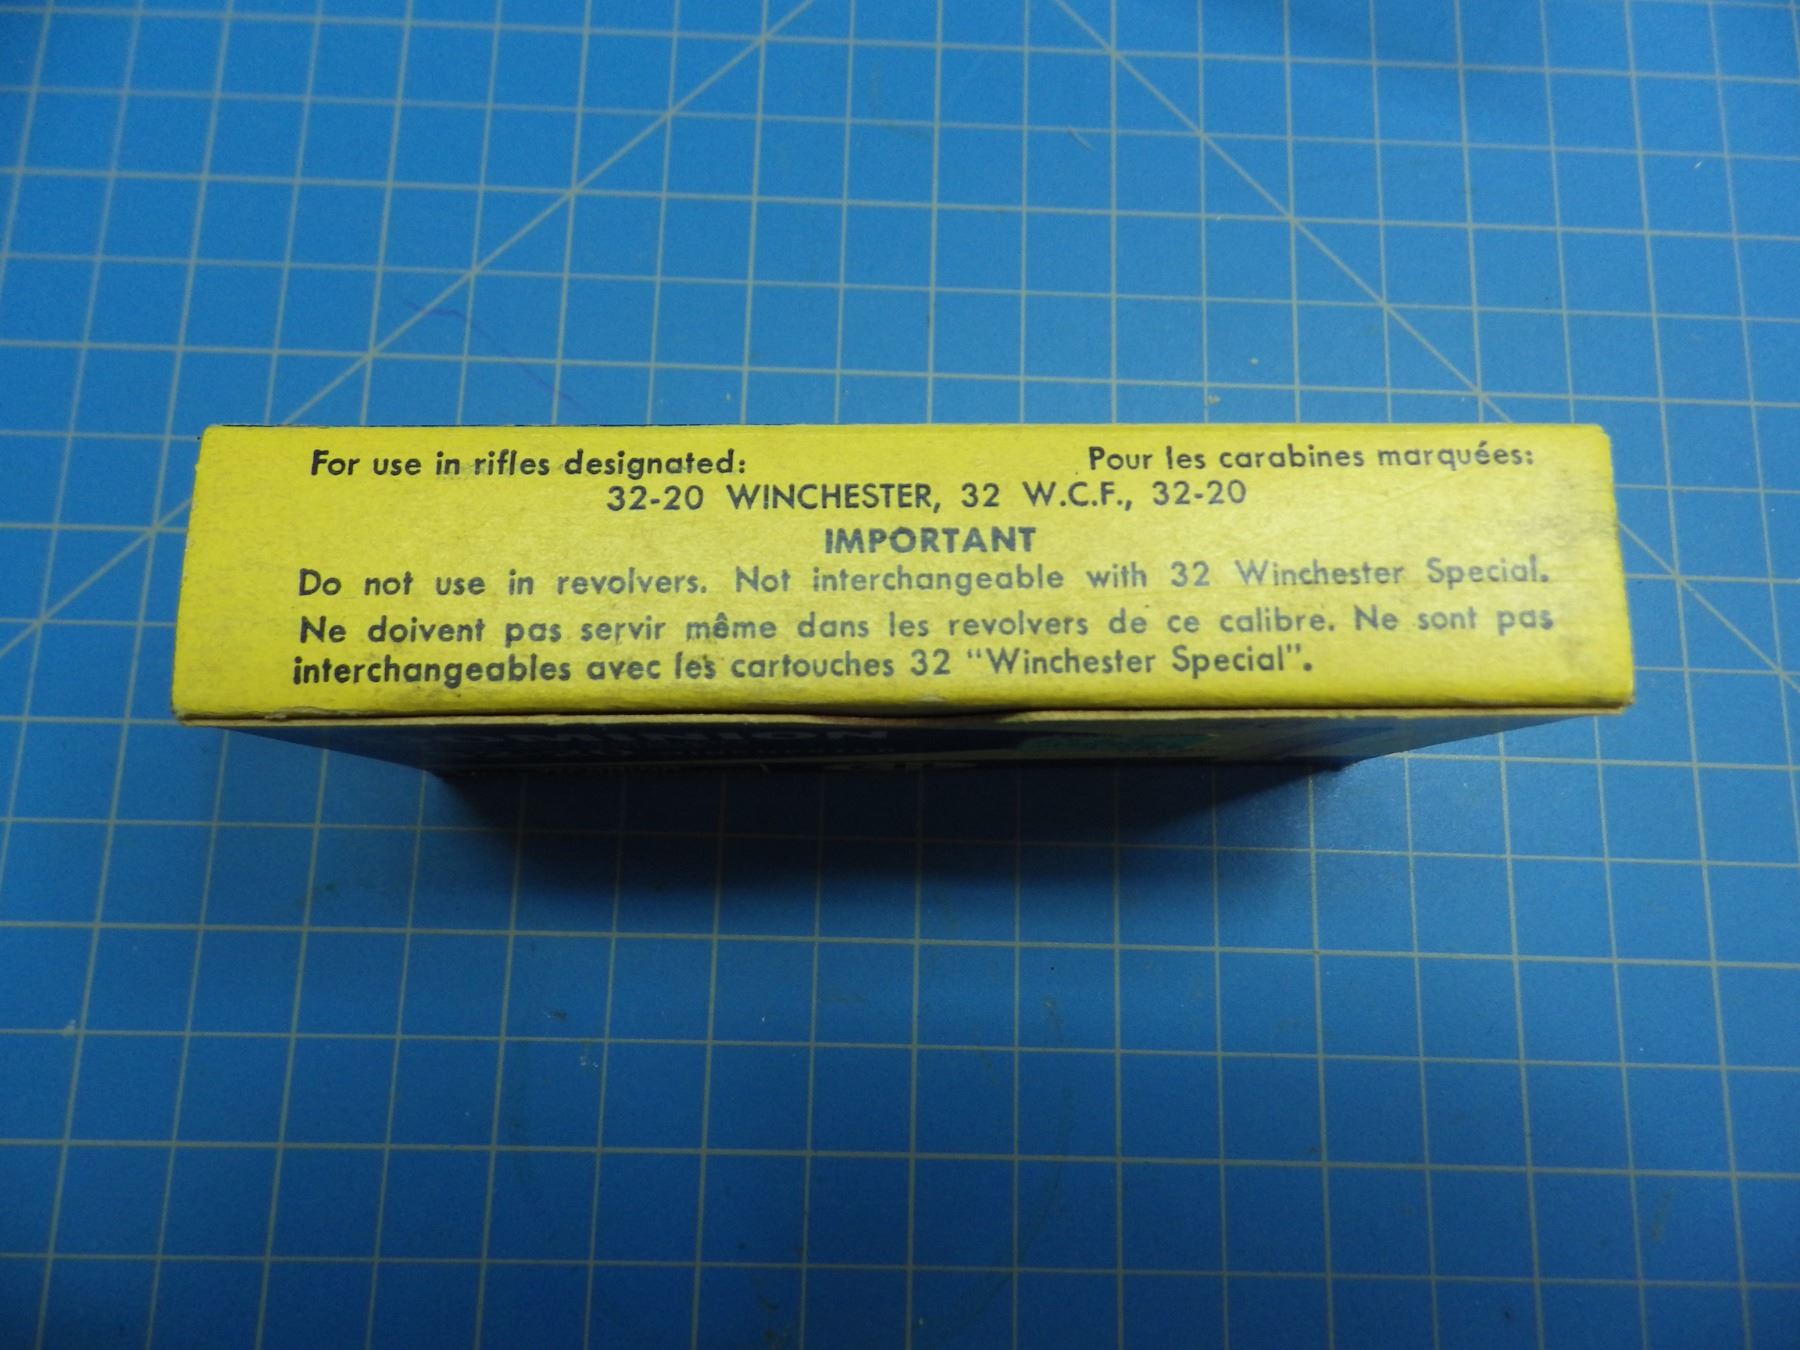 For use in rifles designated: Pour les carabines marquées:
32-20 WINCHESTER, 32 W.C.F., 32-20
IMPORTANT
Do not use in revolvers. Not interchangeable with 32 Winchester Special.
Ne doivent pas servir même dans les revolvers de ce calibre. Ne sont pas
interchangeables avec les cartouches 32 "Winchester Special".